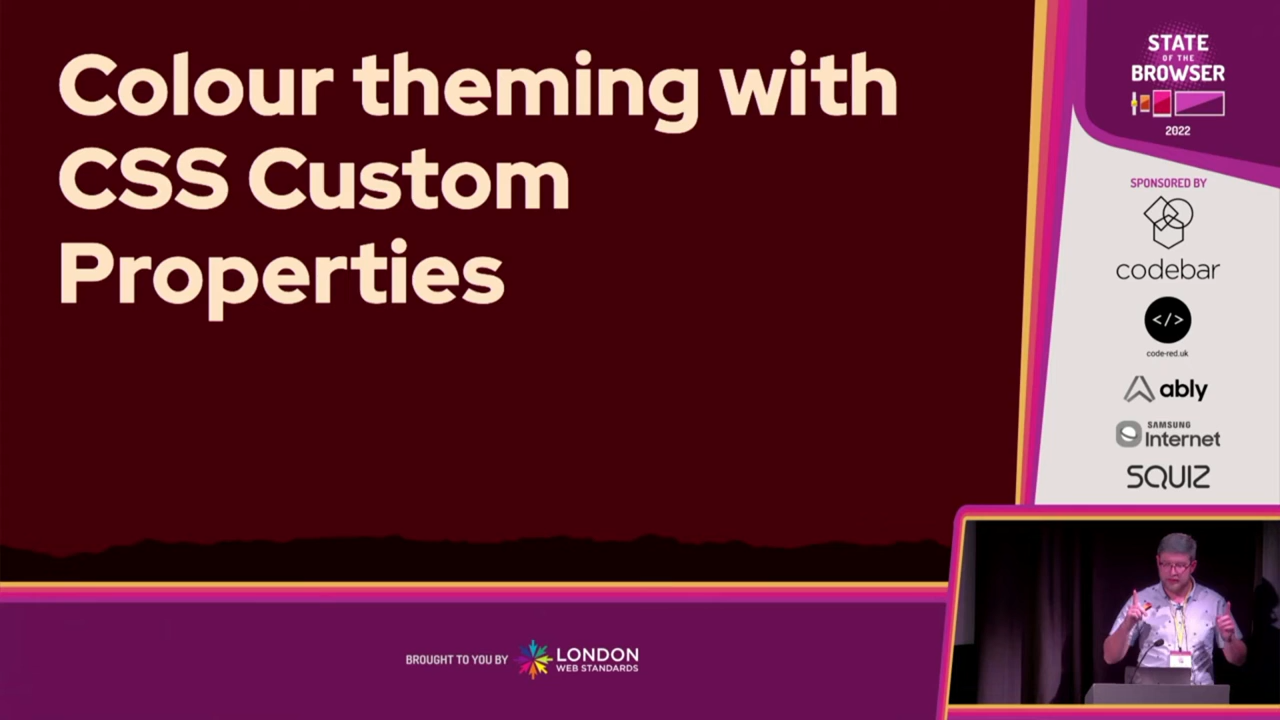 Colour theming with
CSS Custom
Properties
STATE
OF THE
BROWSER
2022
SPONSORED BY
codebar
</>
code-red.uk
ably
SAMSUNG
Internet
SQUIZ
BROUGHT TO YOU BY
LONDON
WEB STANDARDS